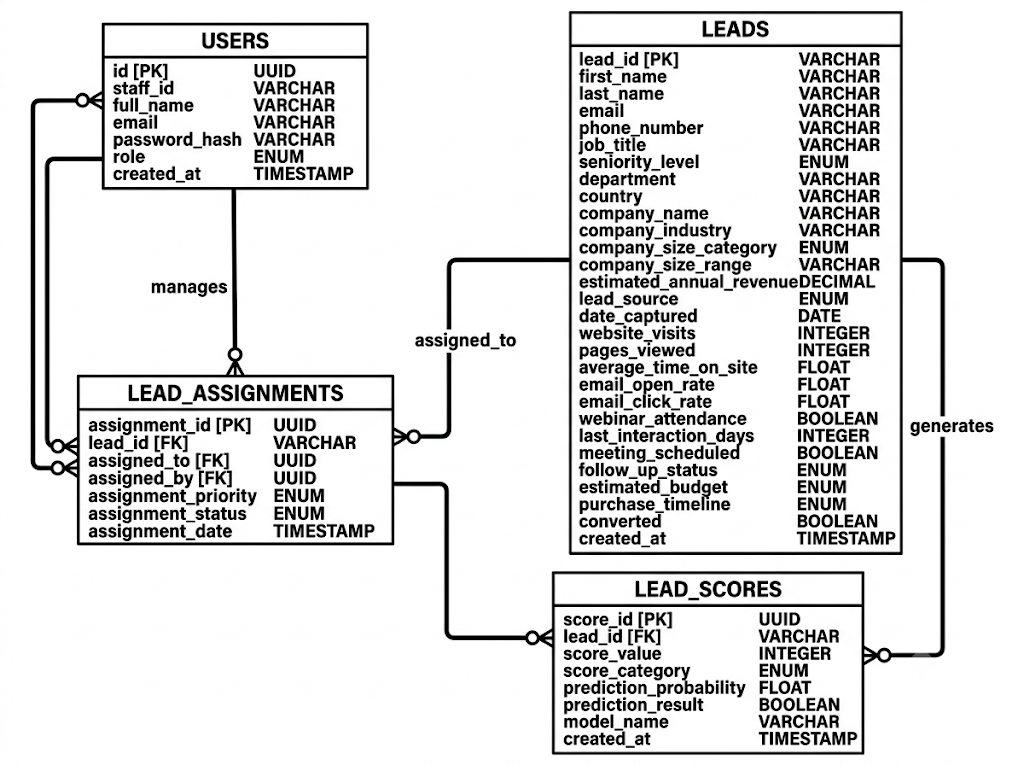 USERS
id [PK] UUID
staff_id VARCHAR
full_name VARCHAR
email VARCHAR
password_hash VARCHAR
role ENUM
created_at TIMESTAMP
manages
LEAD_ASSIGNMENTS
assignment_id [PK] UUID
lead_id [FK] VARCHAR
assigned_to [FK] UUID
assigned_by [FK] UUID
assignment_priority ENUM
assignment_status ENUM
assignment_date TIMESTAMP
assigned_to
LEADS
lead_id [PK] VARCHAR
first_name VARCHAR
last_name VARCHAR
email VARCHAR
phone_number VARCHAR
job_title VARCHAR
seniority_level ENUM
department VARCHAR
country VARCHAR
company_name VARCHAR
company_industry VARCHAR
company_size_category ENUM
company_size_range VARCHAR
estimated_annual_revenue DECIMAL
lead_source ENUM
date_captured DATE
website_visits INTEGER
pages_viewed INTEGER
average_time_on_site FLOAT
email_open_rate FLOAT
email_click_rate FLOAT
webinar_attendance BOOLEAN
last_interaction_days INTEGER
meeting_scheduled BOOLEAN
follow_up_status ENUM
estimated_budget ENUM
purchase_timeline ENUM
converted BOOLEAN
created_at TIMESTAMP
generates
LEAD_SCORES
score_id [PK] UUID
lead_id [FK] VARCHAR
score_value INTEGER
score_category ENUM
prediction_probability FLOAT
prediction_result BOOLEAN
model_name VARCHAR
created_at TIMESTAMP